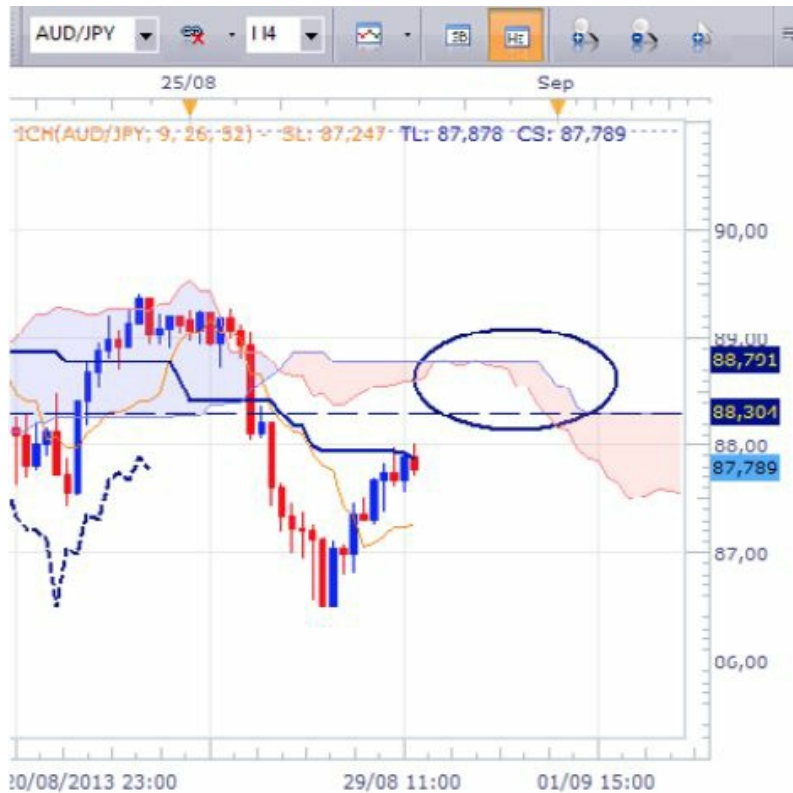 AUD/JPY H4
25/08 Sep
ICH(AUD/JPY, 9, 26, 52) - SL: 87,247 TL: 87,878 CS: 87,789
90,00
89,00
88,791
88,304
88,00
87,789
87,00
86,00
20/08/2013 23:00 29/08 11:00 01/09 15:00